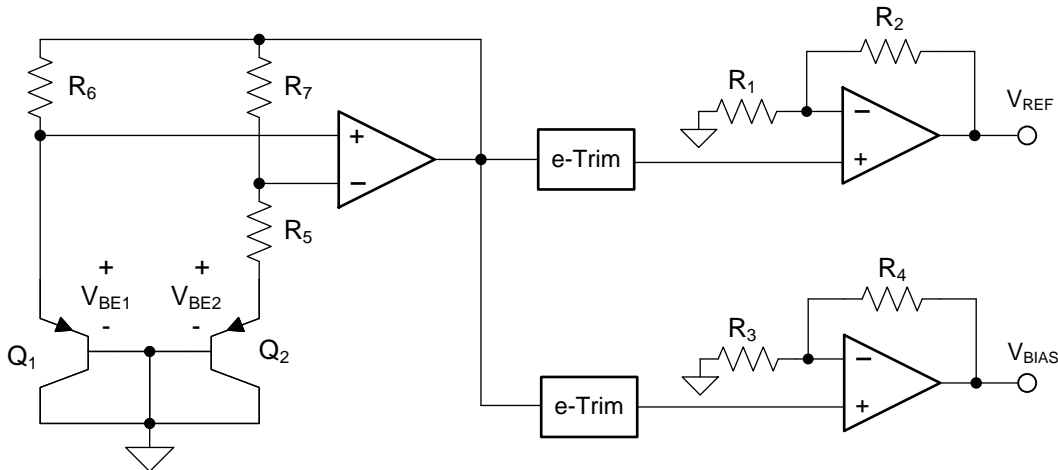 R2
R6
R7
R1
VREF
−
+
+
−
e-Trim
+
R5
+
VBE1
-
+
VBE2
-
R4
R3
VBIAS
Q1
Q2
−
e-Trim
+